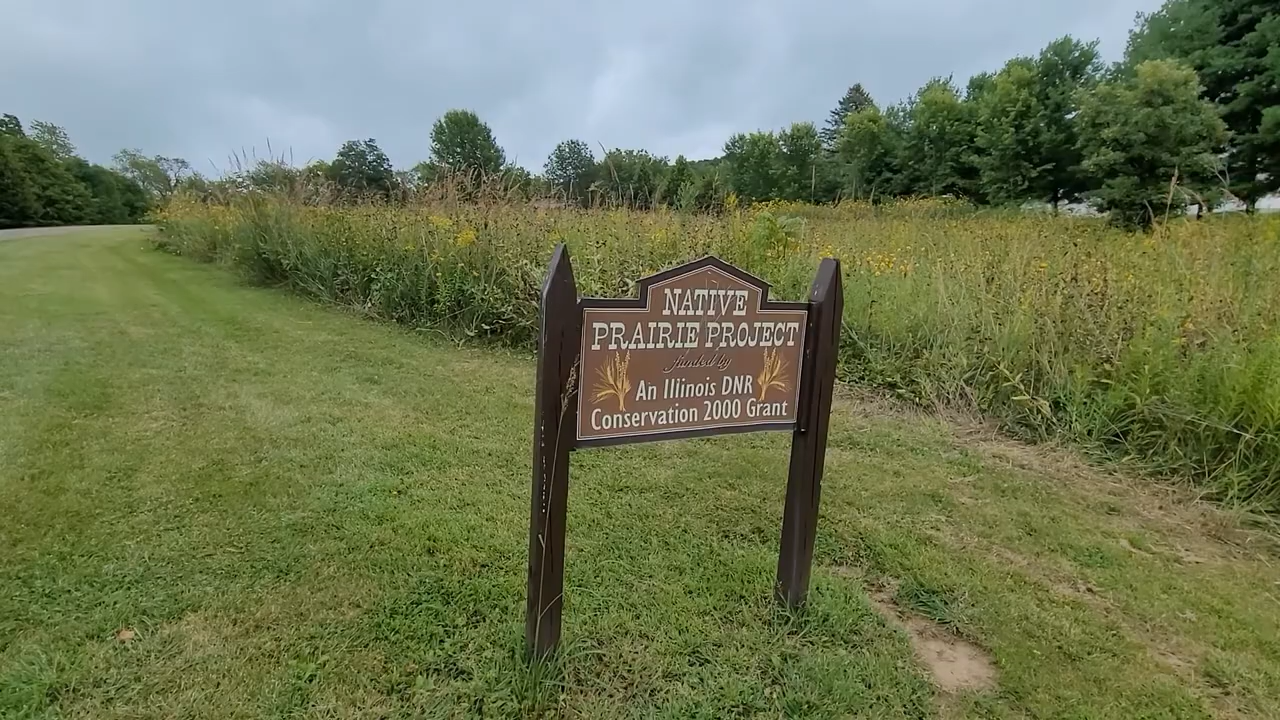 NATIVE
PRAIRIE PROJECT
funded by
An Illinois DNR
Conservation 2000 Grant